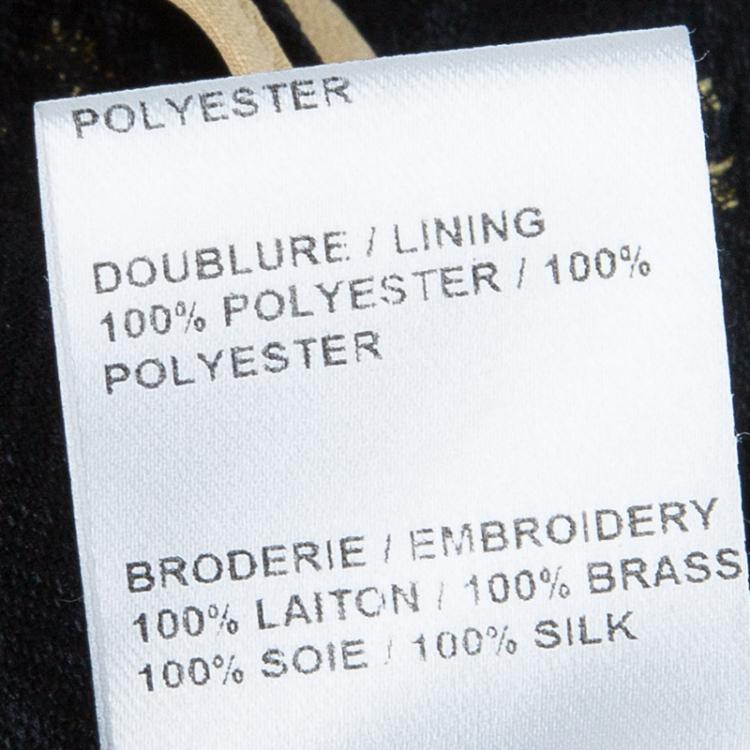 POLYESTER
DOUBLURE / LINING
100% POLYESTER / 100%
POLYESTER
BRODERIE / EMBROIDERY
100% LAITON / 100% BRASS
100% SOIE / 100% SILK